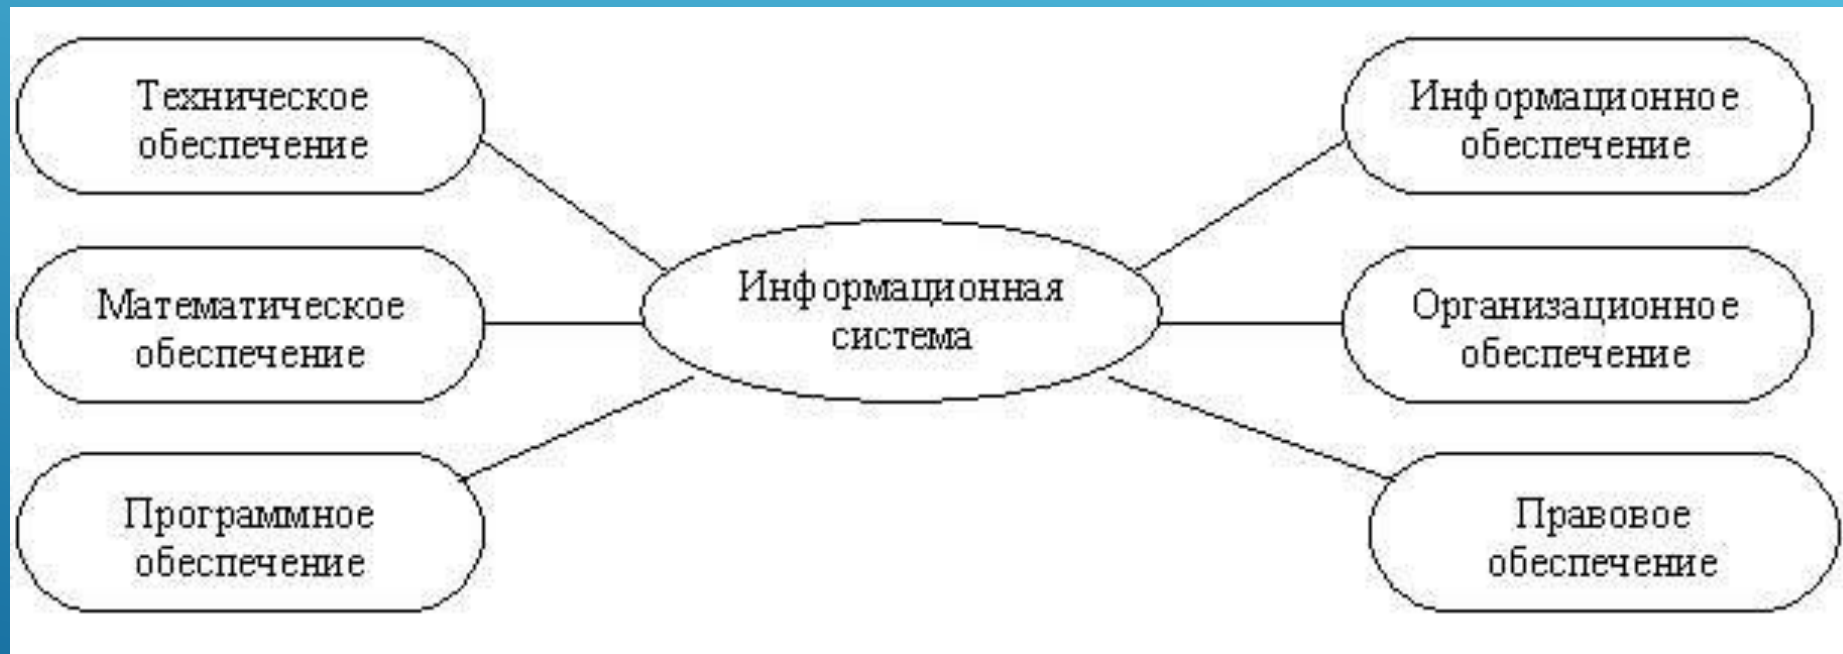 Техническое
обеспечение
Математическое
обеспечение
Программное
обеспечение
Информационная
система
Информационное
обеспечение
Организационное
обеспечение
Правовое
обеспечение